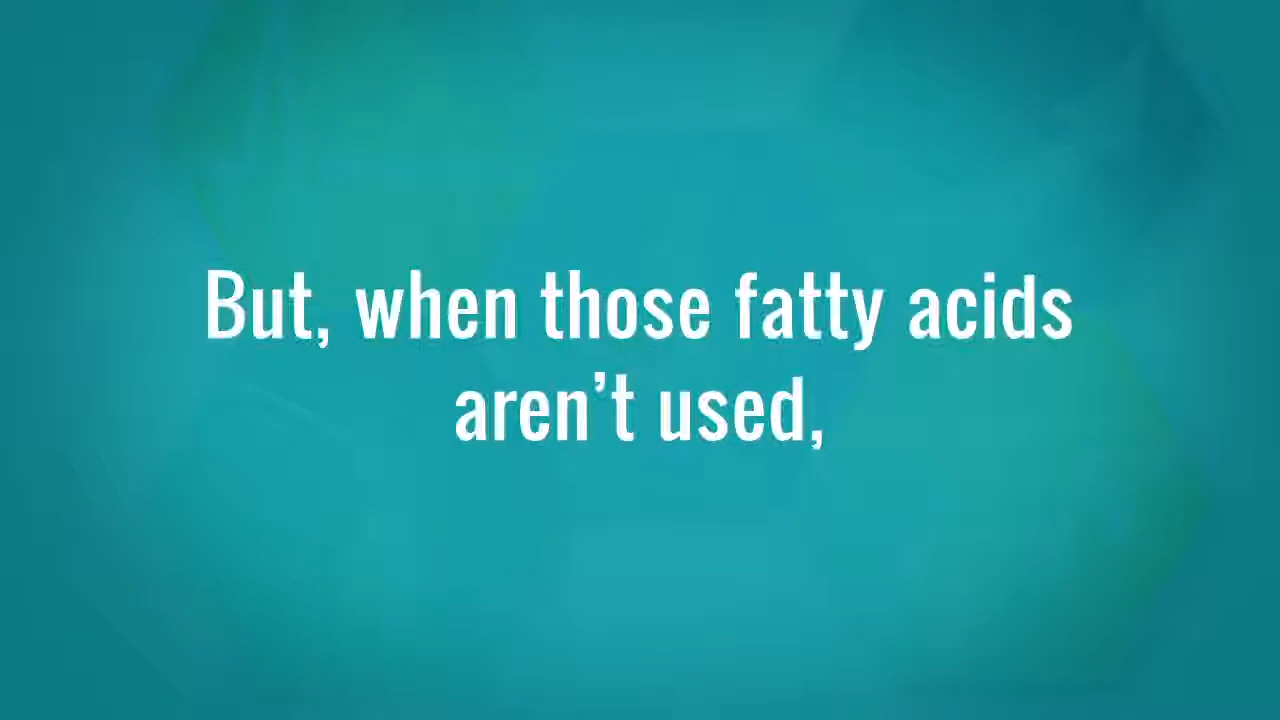 But, when those fatty acids
aren’t used,